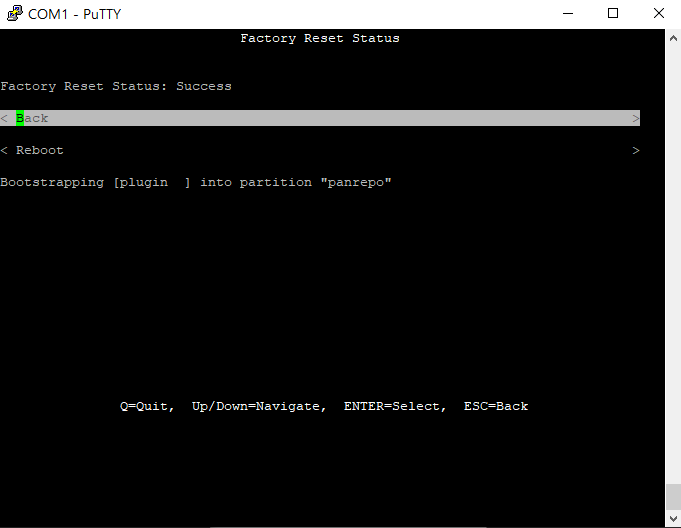 COM1 - PuTTY
Factory Reset Status
Factory Reset Status: Success
< Back >
< Reboot >
Bootstrapping [plugin  ] into partition "panrepo"
Q=Quit,  Up/Down=Navigate,  ENTER=Select,  ESC=Back